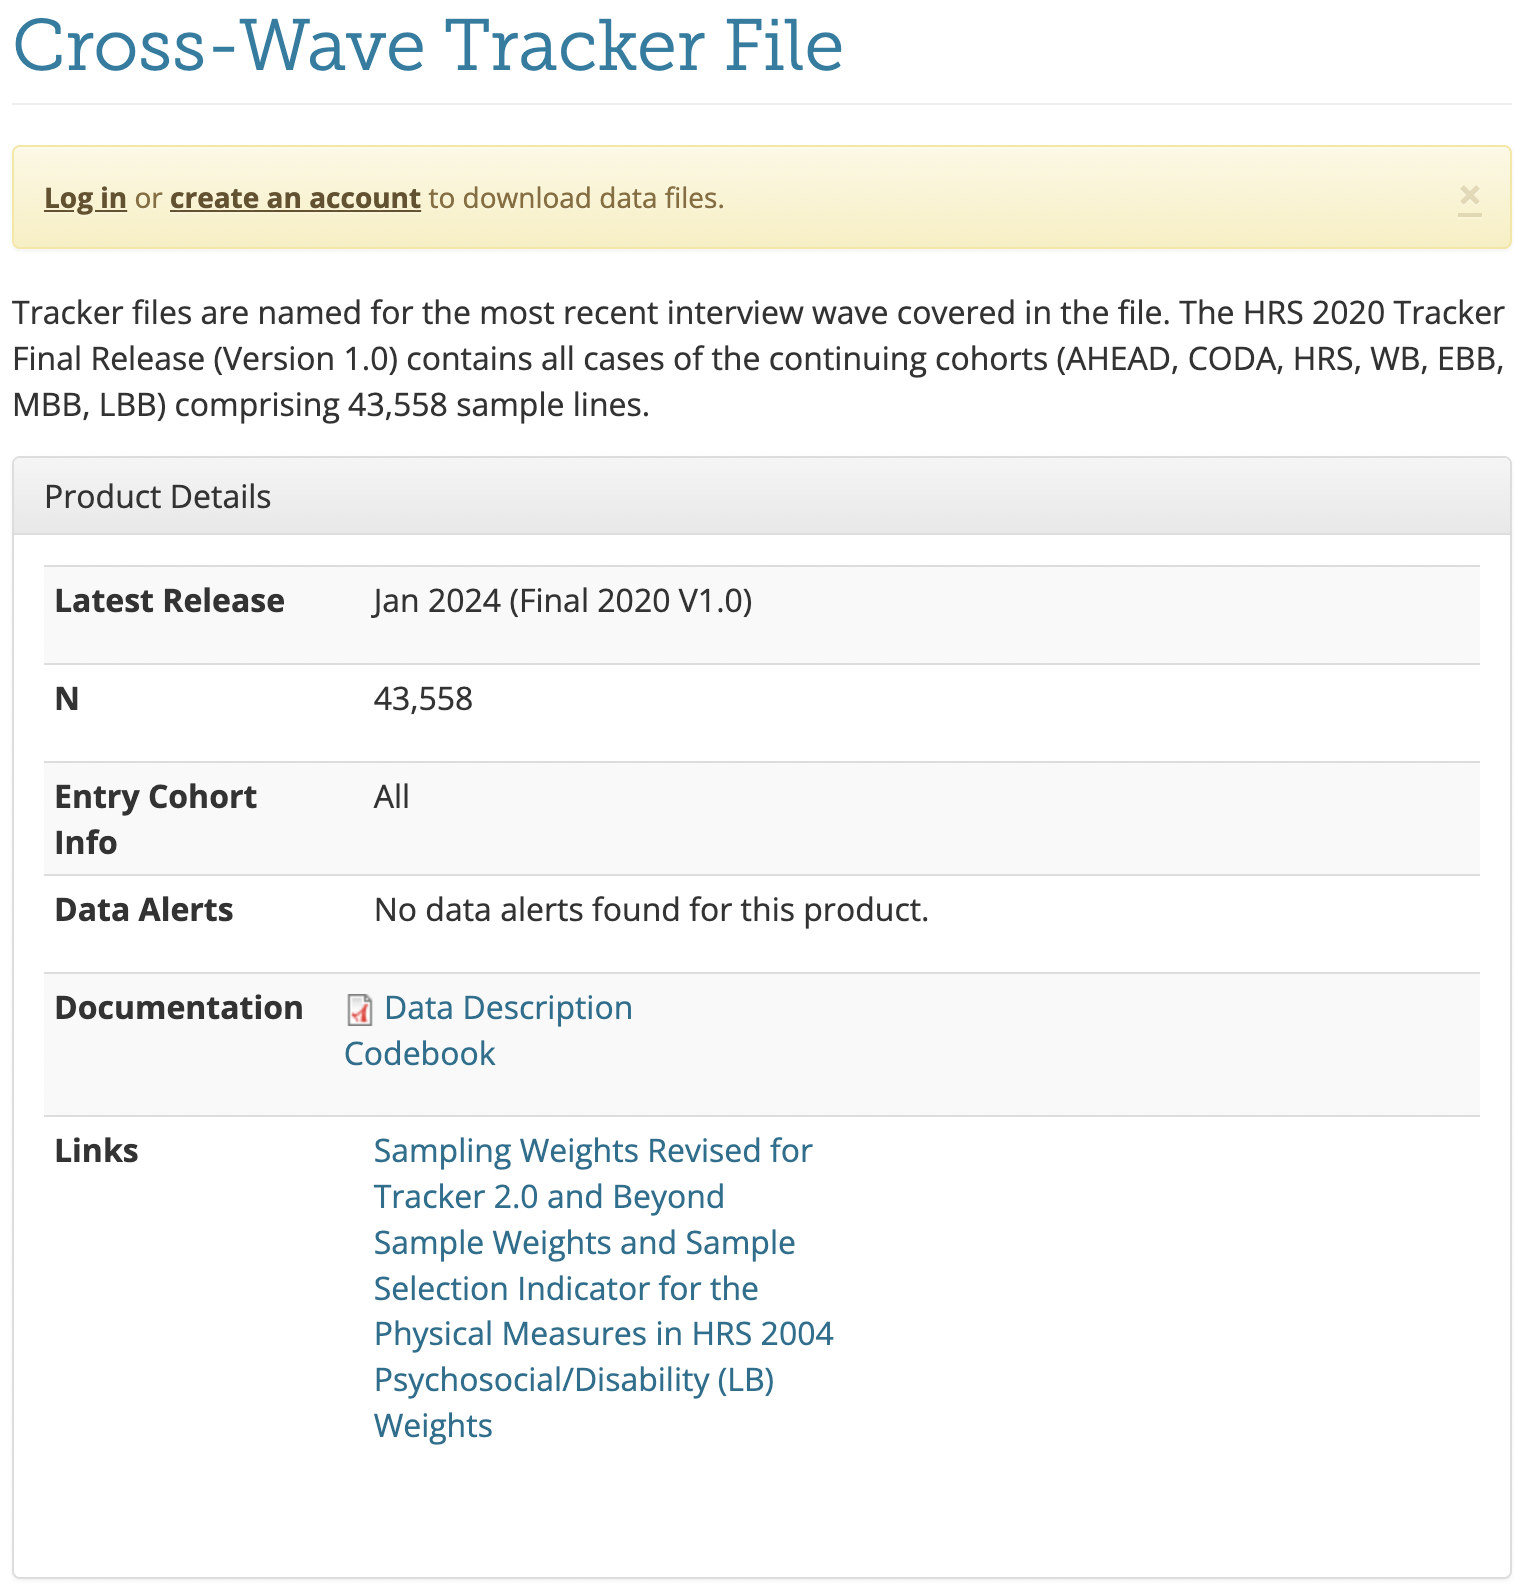 Cross-Wave Tracker File
Log in or create an account to download data files.
×
Tracker files are named for the most recent interview wave covered in the file. The HRS 2020 Tracker
Final Release (Version 1.0) contains all cases of the continuing cohorts (AHEAD, CODA, HRS, WB, EBB,
MBB, LBB) comprising 43,558 sample lines.
Product Details
Latest Release Jan 2024 (Final 2020 V1.0)
N 43,558
Entry Cohort All
Info
Data Alerts No data alerts found for this product.
Documentation Data Description
Codebook
Links Sampling Weights Revised for
Tracker 2.0 and Beyond
Sample Weights and Sample
Selection Indicator for the
Physical Measures in HRS 2004
Psychosocial/Disability (LB)
Weights